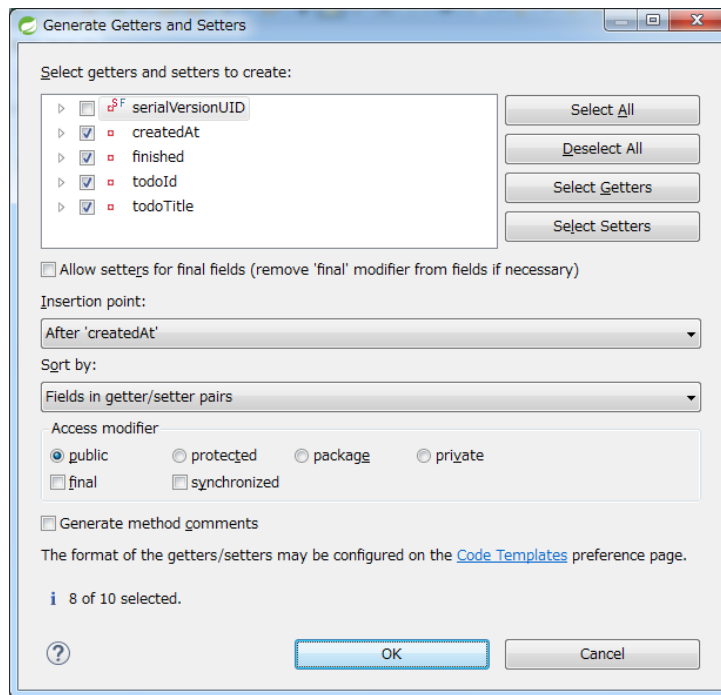 Generate Getters and Setters
Select getters and setters to create:
S F serialVersionUID
createdAt
finished
todoId
todoTitle
Select All
Deselect All
Select Getters
Select Setters
Allow setters for final fields (remove 'final' modifier from fields if necessary)
Insertion point:
After 'createdAt'
Sort by:
Fields in getter/setter pairs
Access modifier
public protected package private
final synchronized
Generate method comments
The format of the getters/setters may be configured on the Code Templates preference page.
i 8 of 10 selected.
? OK Cancel